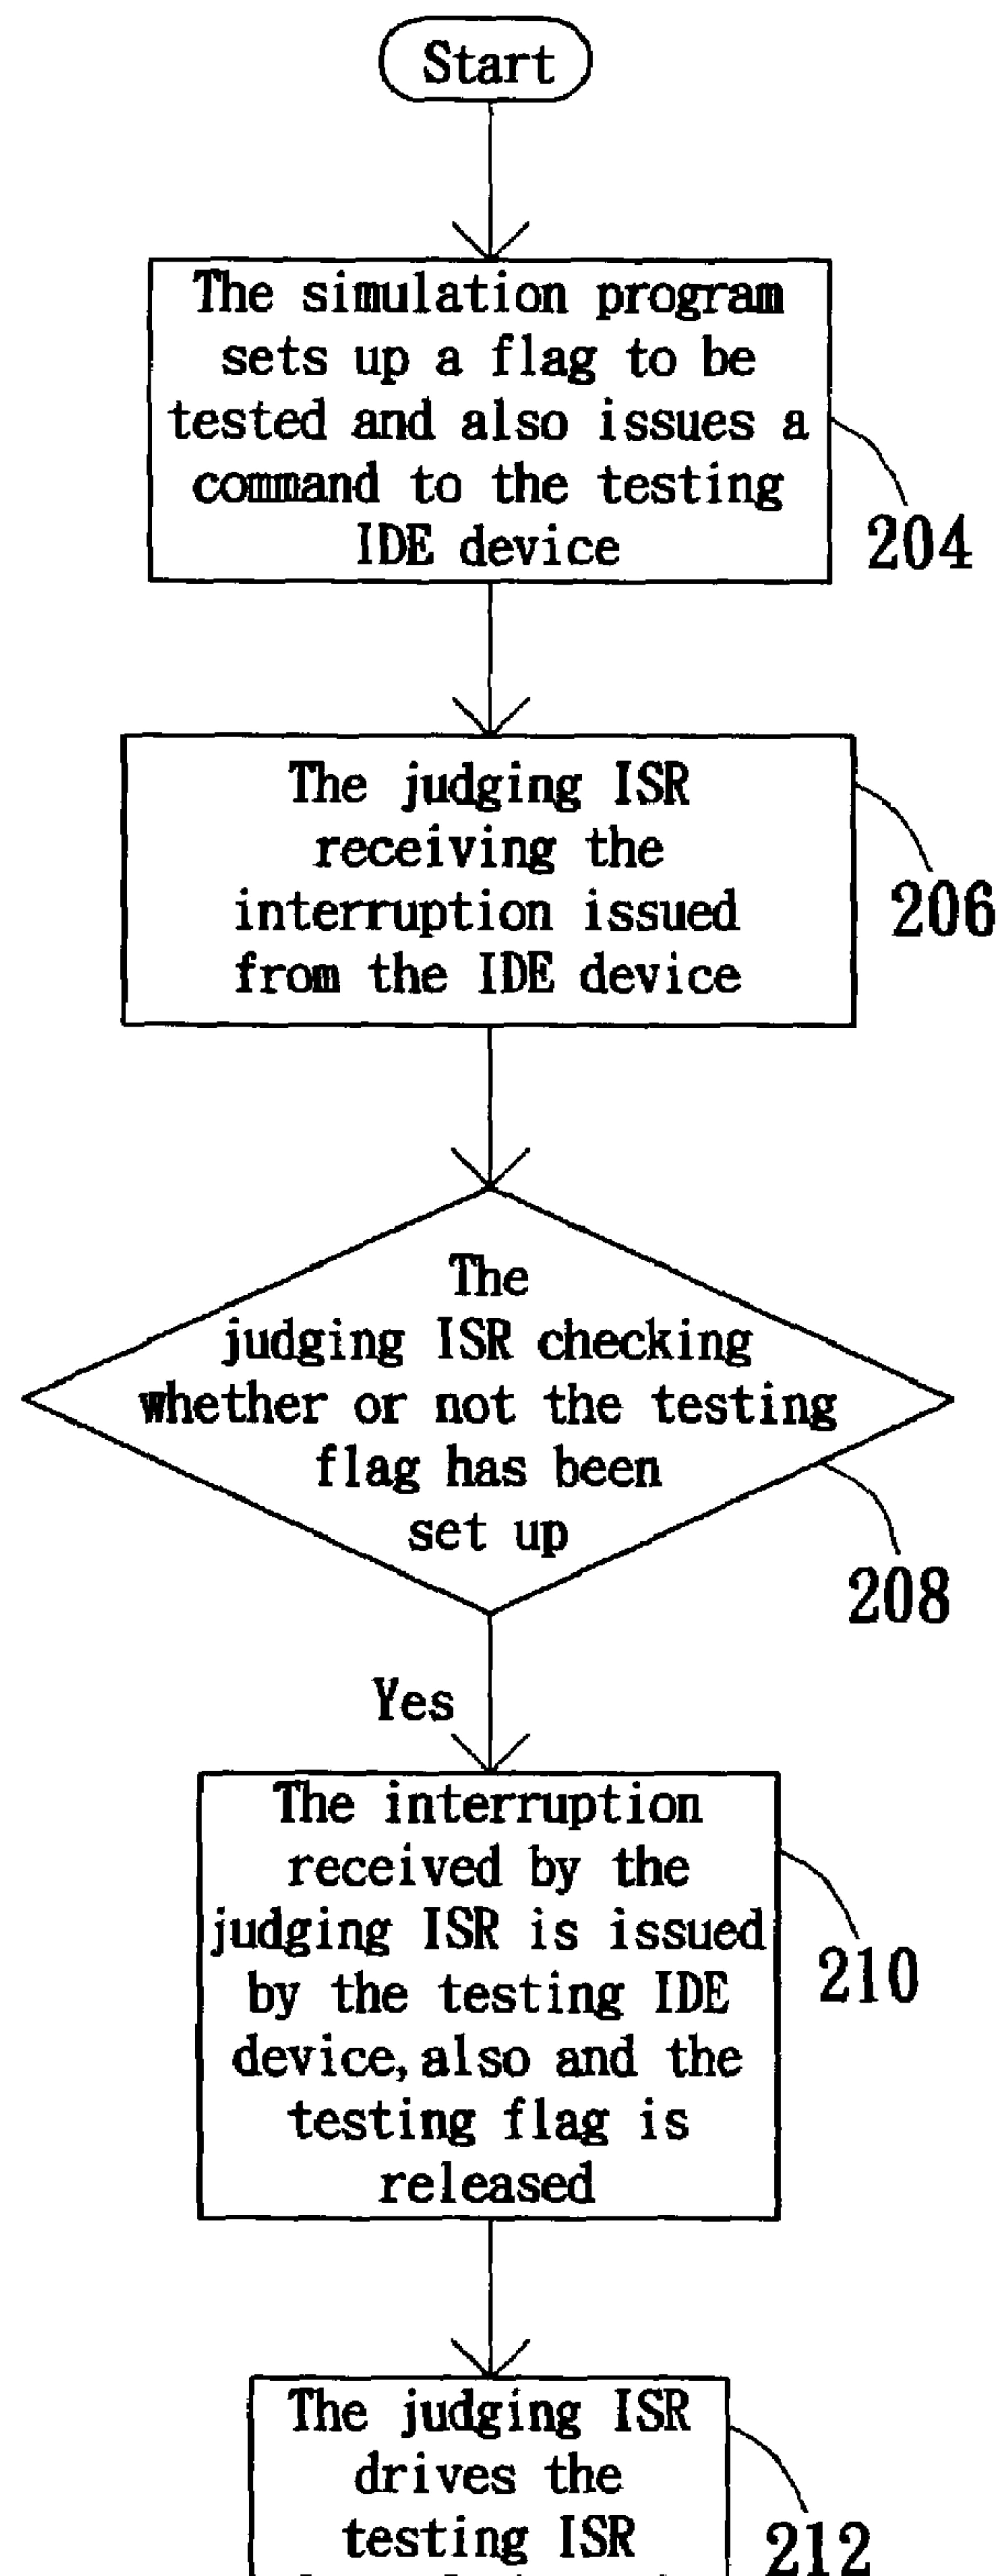 Start
The simulation program
sets up a flag to be
tested and also issues a
command to the testing
IDE device
204
The judging ISR
receiving the
interruption issued
from the IDE device
206
The
judging ISR checking
whether or not the testing
flag has been
set up
208
Yes
The interruption
received by the
judging ISR is issued
by the testing IDE
device, also and the
testing flag is
released
210
The judging ISR
drives the
testing ISR
212